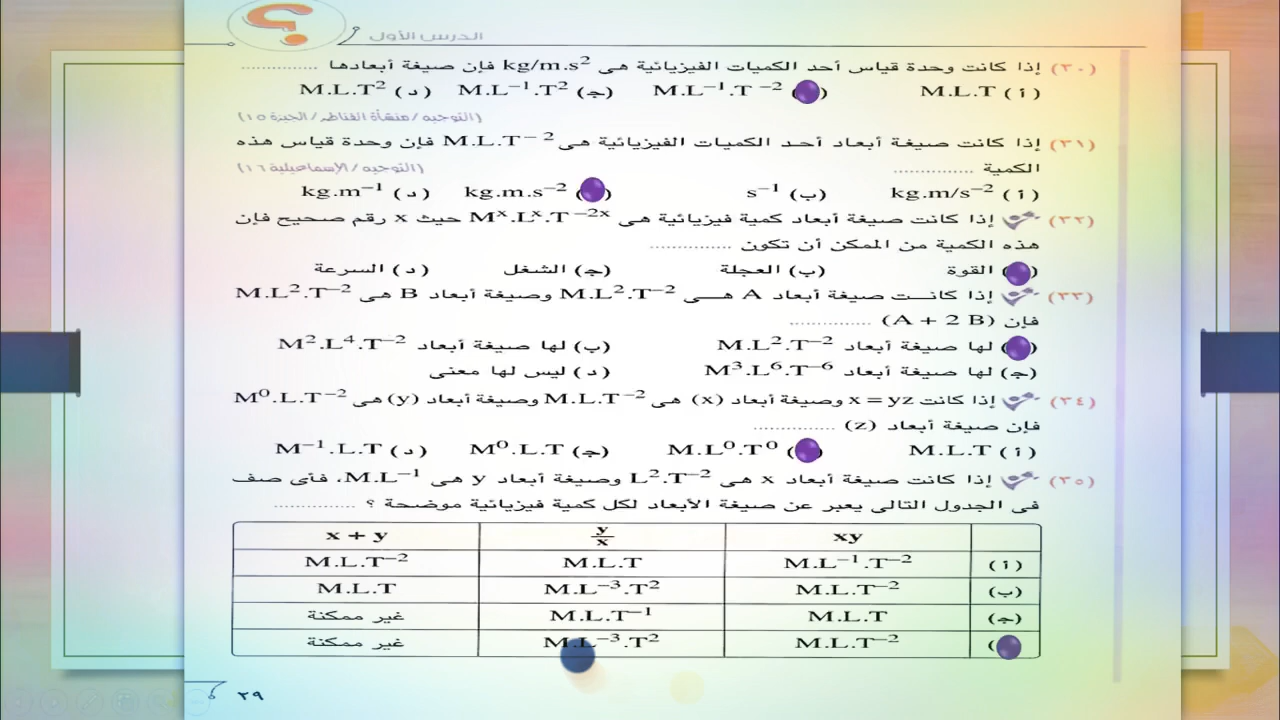 الدرس الأول
(٣٠) إذا كانت وحدة قياس أحد الكميات الفيزيائية هى kg/m.s² فإن صيغة أبعادها ..............
(أ) M.L.T ( ) M.L⁻¹.T⁻² (ج) M.L⁻¹.T² (د) M.L.T²
(التوجيه / منشأة القناطر / الجيزة ١٥)
(٣١) إذا كانت صيغة أبعاد أحد الكميات الفيزيائية هى M.L.T⁻² فإن وحدة قياس هذه
الكمية ..............
(التوجيه / الإسماعيلية ١٦)
(أ) kg.m/s⁻² (ب) s⁻¹ ( ) kg.m.s⁻² (د) kg.m⁻¹
(٣٢) إذا كانت صيغة أبعاد كمية فيزيائية هى Mˣ.Lˣ.T⁻²ˣ حيث x رقم صحيح فإن
هذه الكمية من الممكن أن تكون ..............
( ) القوة (ب) العجلة (ج) الشغل (د) السرعة
(٣٣) إذا كانت صيغة أبعاد A هى M.L².T⁻² وصيغة أبعاد B هى M.L².T⁻²
فإن (A + 2 B) ..............
( ) لها صيغة أبعاد M.L².T⁻² (ب) لها صيغة أبعاد M².L⁴.T⁻²
(ج) لها صيغة أبعاد M³.L⁶.T⁻⁶ (د) ليس لها معنى
(٣٤) إذا كانت x = yz وصيغة أبعاد (x) هى M.L.T⁻² وصيغة أبعاد (y) هى M⁰.L.T⁻²
فإن صيغة أبعاد (z) ..............
(أ) M.L.T ( ) M.L⁰.T⁰ (ج) M⁰.L.T (د) M⁻¹.L.T
(٣٥) إذا كانت صيغة أبعاد x هى L².T⁻² وصيغة أبعاد y هى M.L⁻¹، فأى صف
فى الجدول التالى يعبر عن صيغة الأبعاد لكل كمية فيزيائية موضحة ؟ ..............
xy y/x x + y
(أ) M.L⁻¹.T⁻² M.L.T M.L.T⁻²
(ب) M.L.T⁻² M.L⁻³.T² M.L.T
(ج) M.L.T M.L.T⁻¹ غير ممكنة
( ) M.L.T⁻² M.L⁻³.T² غير ممكنة
٢٩